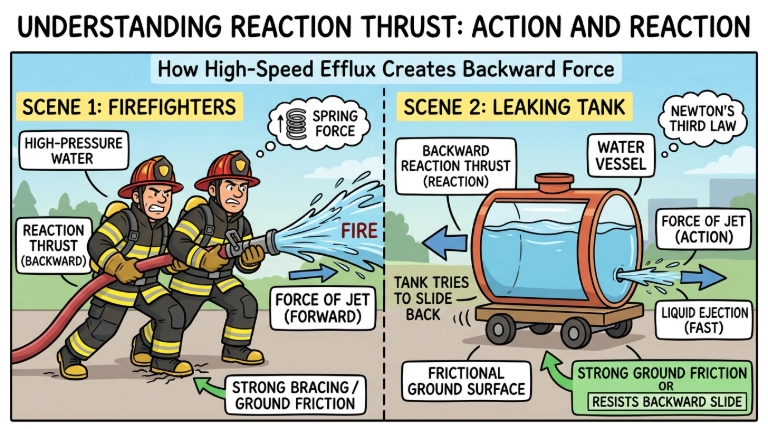 UNDERSTANDING REACTION THRUST: ACTION AND REACTION
How High-Speed Efflux Creates Backward Force
SCENE 1: FIREFIGHTERS
SPRING
FORCE
HIGH-PRESSURE
WATER
REACTION
THRUST
(BACKWARD)
FIRE
FORCE OF JET
(FORWARD)
STRONG BRACING /
GROUND FRICTION
SCENE 2: LEAKING TANK
NEWTON'S
THIRD LAW
BACKWARD
REACTION THRUST
(REACTION)
WATER
VESSEL
FORCE OF JET
(ACTION)
TANK TRIES
TO SLIDE
BACK
LIQUID EJECTION
(FAST)
FRICTIONAL
GROUND SURFACE
STRONG GROUND FRICTION
OR
RESISTS BACKWARD SLIDE